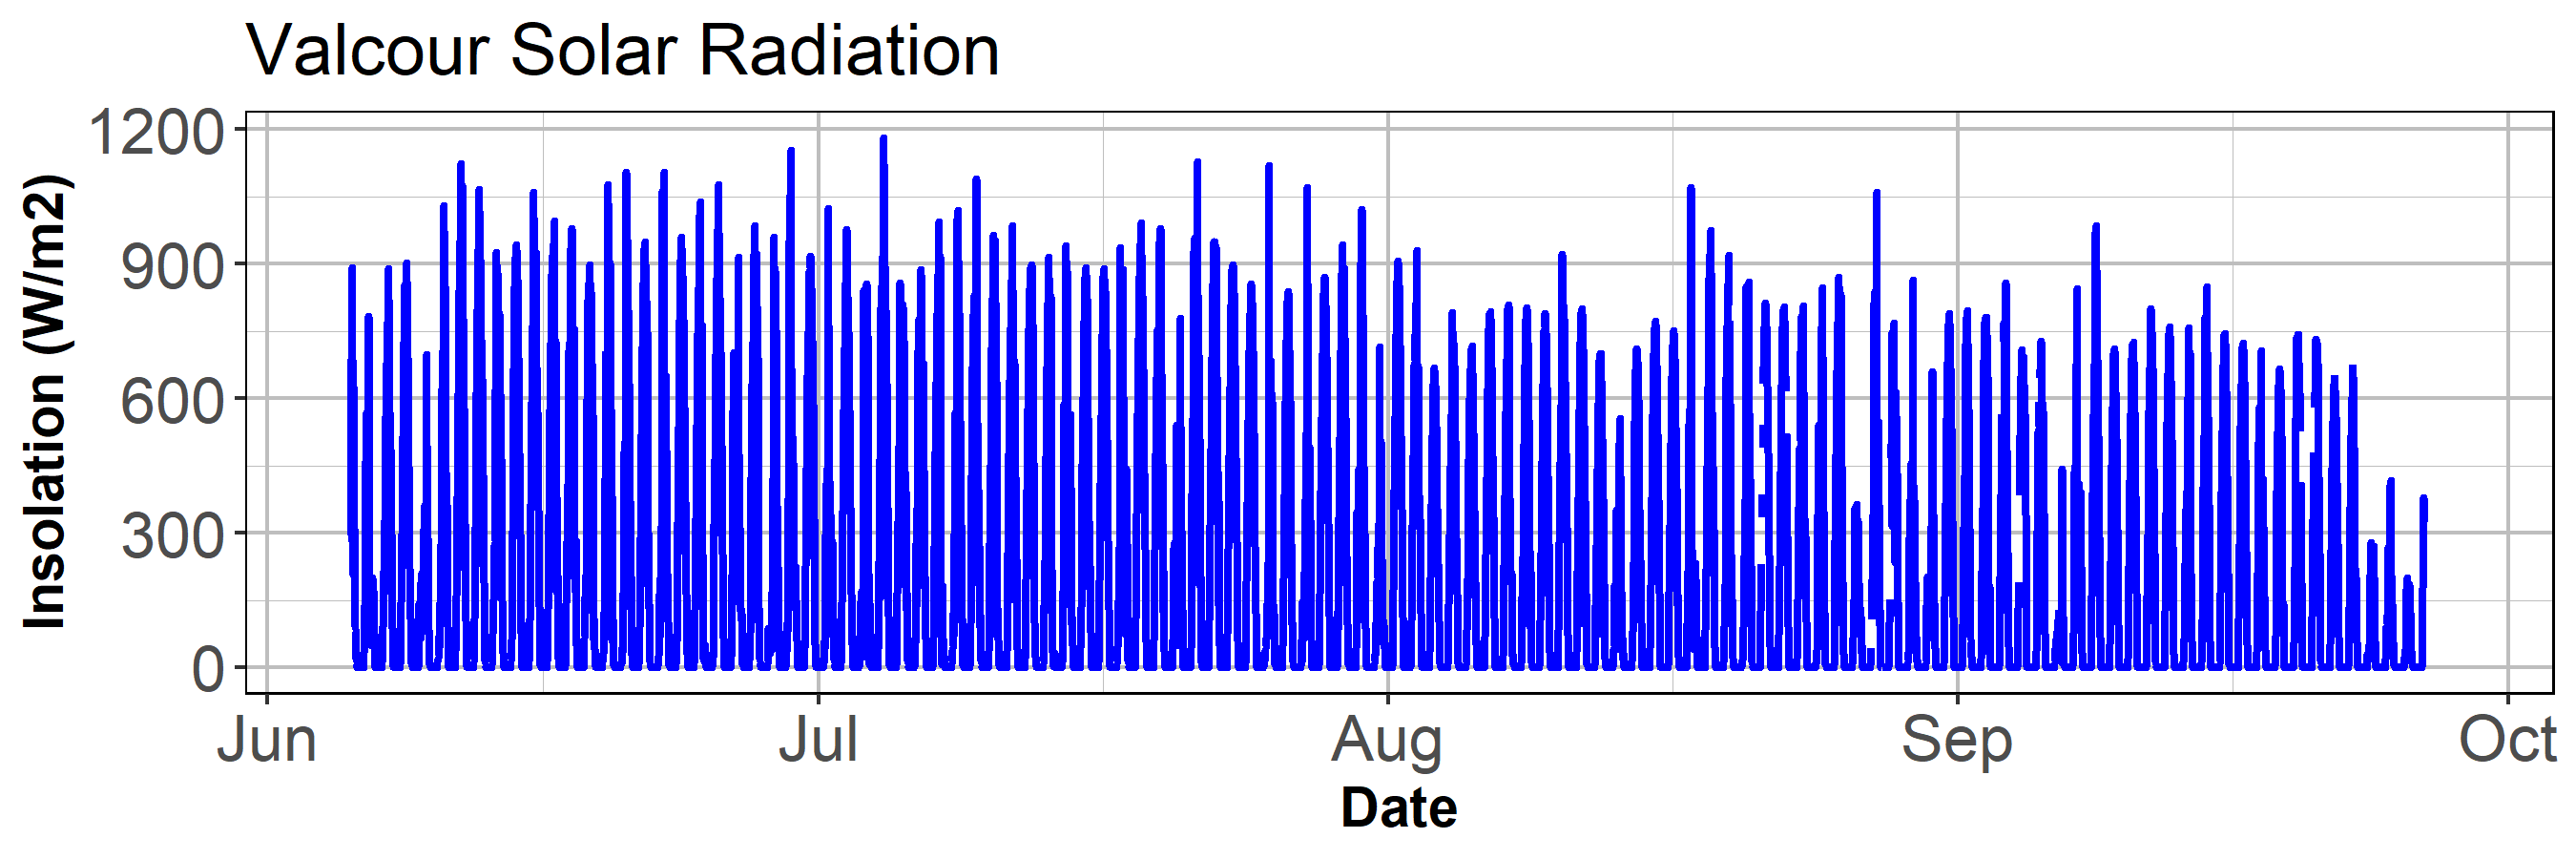 Valcour Solar Radiation
Insolation (W/m2)
1200
900
600
300
0
Jun Jul Aug Sep Oct
Date